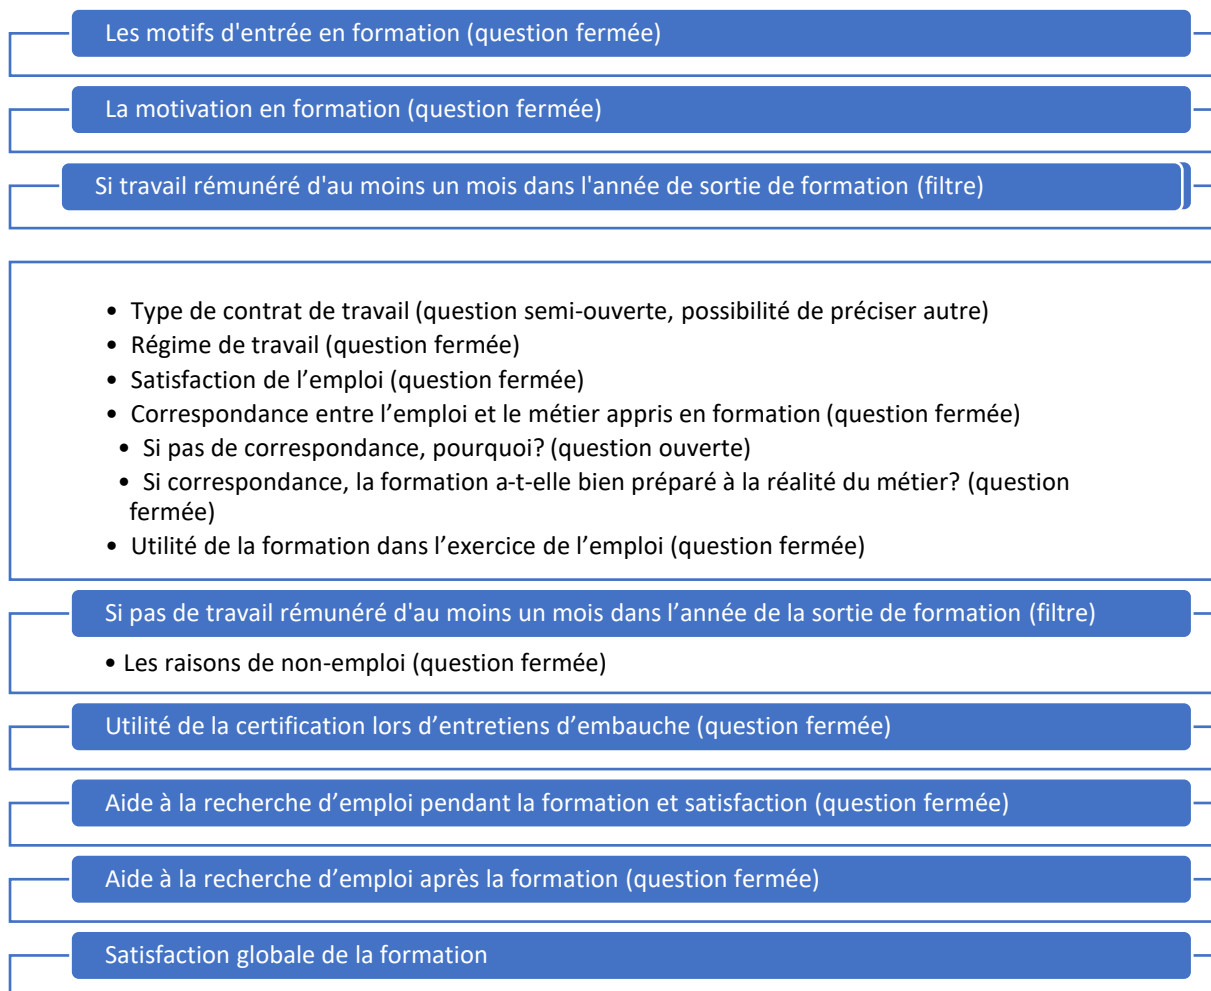 Les motifs d'entrée en formation (question fermée)
La motivation en formation (question fermée)
Si travail rémunéré d'au moins un mois dans l'année de sortie de formation (filtre)
• Type de contrat de travail (question semi-ouverte, possibilité de préciser autre)
• Régime de travail (question fermée)
• Satisfaction de l’emploi (question fermée)
• Correspondance entre l’emploi et le métier appris en formation (question fermée)
• Si pas de correspondance, pourquoi? (question ouverte)
• Si correspondance, la formation a-t-elle bien préparé à la réalité du métier? (question
fermée)
• Utilité de la formation dans l’exercice de l’emploi (question fermée)
Si pas de travail rémunéré d'au moins un mois dans l’année de la sortie de formation (filtre)
• Les raisons de non-emploi (question fermée)
Utilité de la certification lors d’entretiens d’embauche (question fermée)
Aide à la recherche d’emploi pendant la formation et satisfaction (question fermée)
Aide à la recherche d’emploi après la formation (question fermée)
Satisfaction globale de la formation